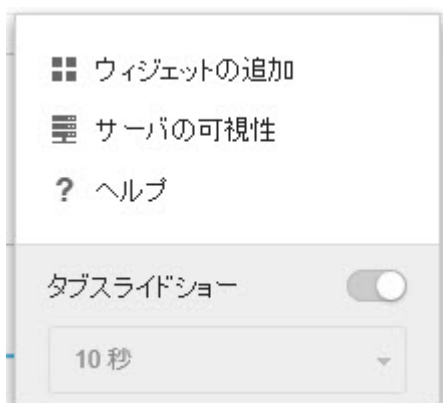 ウィジェットの追加
サーバの可視性
? ヘルプ
タブスライドショー
10 秒